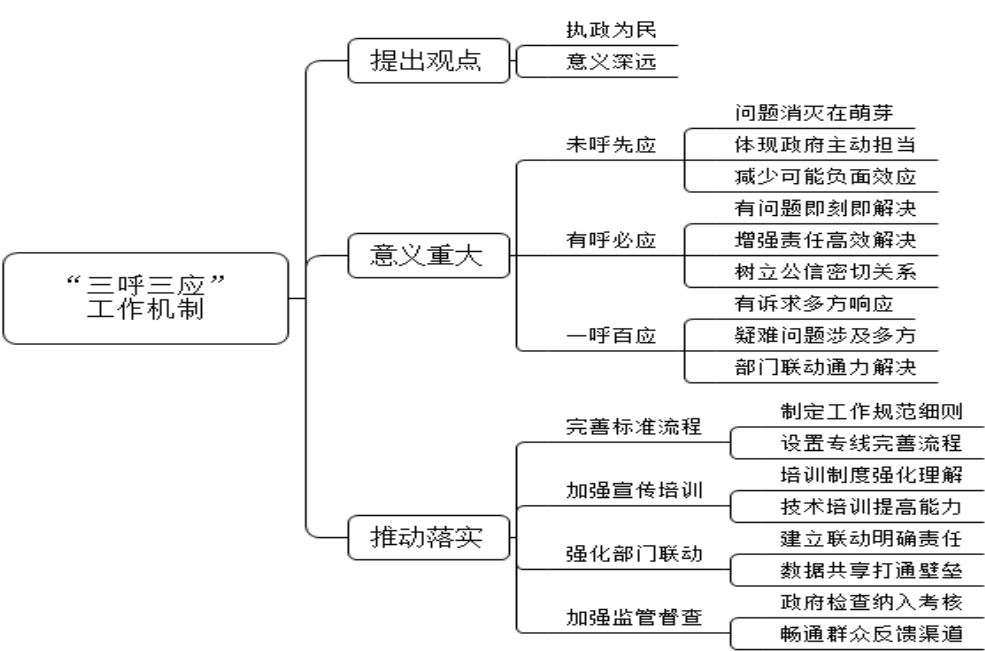 “三呼三应”
工作机制
提出观点
执政为民
意义深远
意义重大
未呼先应
问题消灭在萌芽
体现政府主动担当
减少可能负面效应
有呼必应
有问题即刻即解决
增强责任高效解决
树立公信密切关系
一呼百应
有诉求多方响应
疑难问题涉及多方
部门联动通力解决
推动落实
完善标准流程
制定工作规范细则
设置专线完善流程
加强宣传培训
培训制度强化理解
技术培训提高能力
强化部门联动
建立联动明确责任
数据共享打通壁垒
加强监管督查
政府检查纳入考核
畅通群众反馈渠道